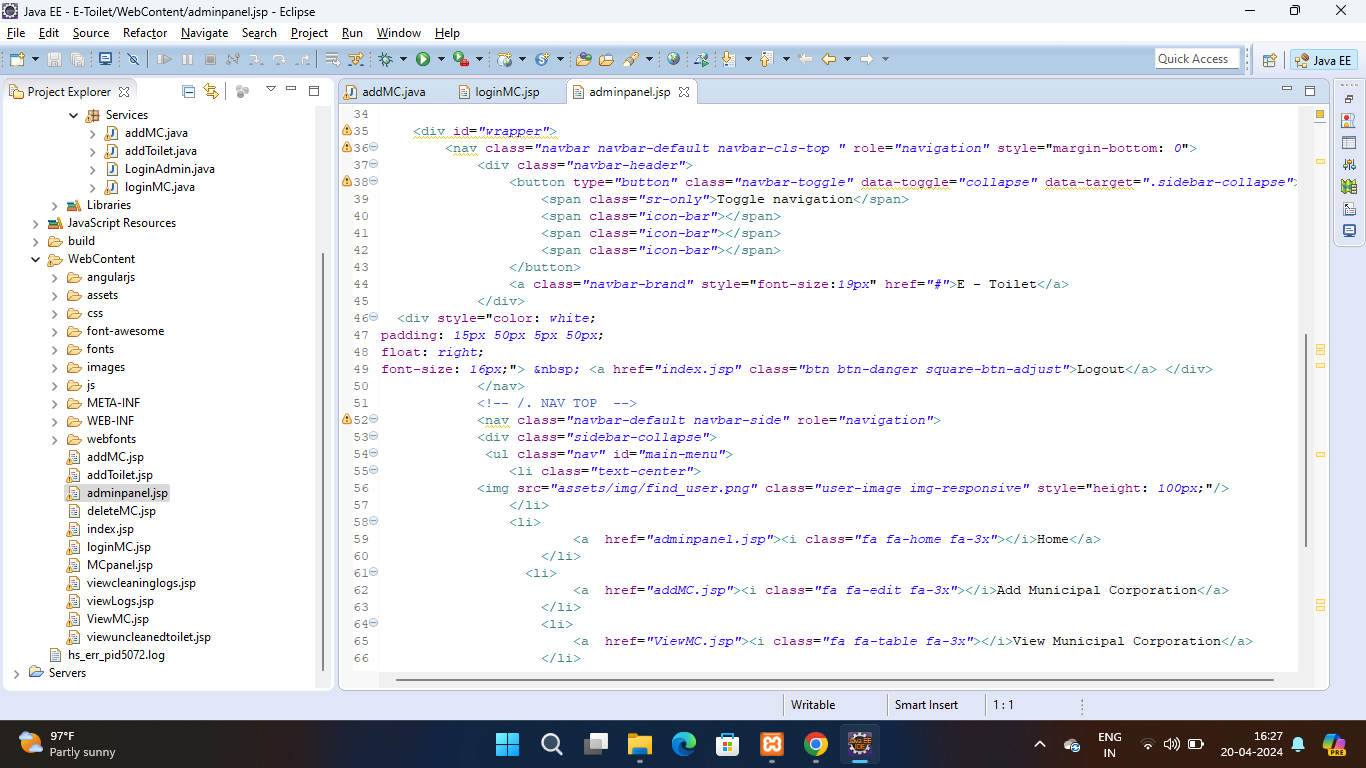 Java EE - E-Toilet/WebContent/adminpanel.jsp - Eclipse
File Edit Source Refactor Navigate Search Project Run Window Help
Quick Access
Java EE
Project Explorer
addMC.java
loginMC.jsp
adminpanel.jsp
Services
addMC.java
addToilet.java
LoginAdmin.java
loginMC.java
Libraries
JavaScript Resources
build
WebContent
angularjs
assets
css
font-awesome
fonts
images
js
META-INF
WEB-INF
webfonts
addMC.jsp
addToilet.jsp
adminpanel.jsp
deleteMC.jsp
index.jsp
loginMC.jsp
MCpanel.jsp
viewcleaninglogs.jsp
viewLogs.jsp
ViewMC.jsp
viewuncleanedtoilet.jsp
hs_err_pid5072.log
Servers
34
35 <div id="wrapper">
36 <nav class="navbar navbar-default navbar-cls-top " role="navigation" style="margin-bottom: 0">
37 <div class="navbar-header">
38 <button type="button" class="navbar-toggle" data-toggle="collapse" data-target=".sidebar-collapse"
39 <span class="sr-only">Toggle navigation</span>
40 <span class="icon-bar"></span>
41 <span class="icon-bar"></span>
42 <span class="icon-bar"></span>
43 </button>
44 <a class="navbar-brand" style="font-size:19px" href="#">E - Toilet</a>
45 </div>
46 <div style="color: white;
47 padding: 15px 50px 5px 50px;
48 float: right;
49 font-size: 16px;"> &nbsp; <a href="index.jsp" class="btn btn-danger square-btn-adjust">Logout</a> </div>
50 </nav>
51 <!-- /. NAV TOP  -->
52 <nav class="navbar-default navbar-side" role="navigation">
53 <div class="sidebar-collapse">
54 <ul class="nav" id="main-menu">
55 <li class="text-center">
56 <img src="assets/img/find_user.png" class="user-image img-responsive" style="height: 100px;"/>
57 </li>
58 <li>
59 <a  href="adminpanel.jsp"><i class="fa fa-home fa-3x"></i>Home</a>
60 </li>
61 <li>
62 <a  href="addMC.jsp"><i class="fa fa-edit fa-3x"></i>Add Municipal Corporation</a>
63 </li>
64 <li>
65 <a  href="ViewMC.jsp"><i class="fa fa-table fa-3x"></i>View Municipal Corporation</a>
66 </li>
Writable
Smart Insert
1 : 1
97°F
Partly sunny
ENG
IN
16:27
20-04-2024